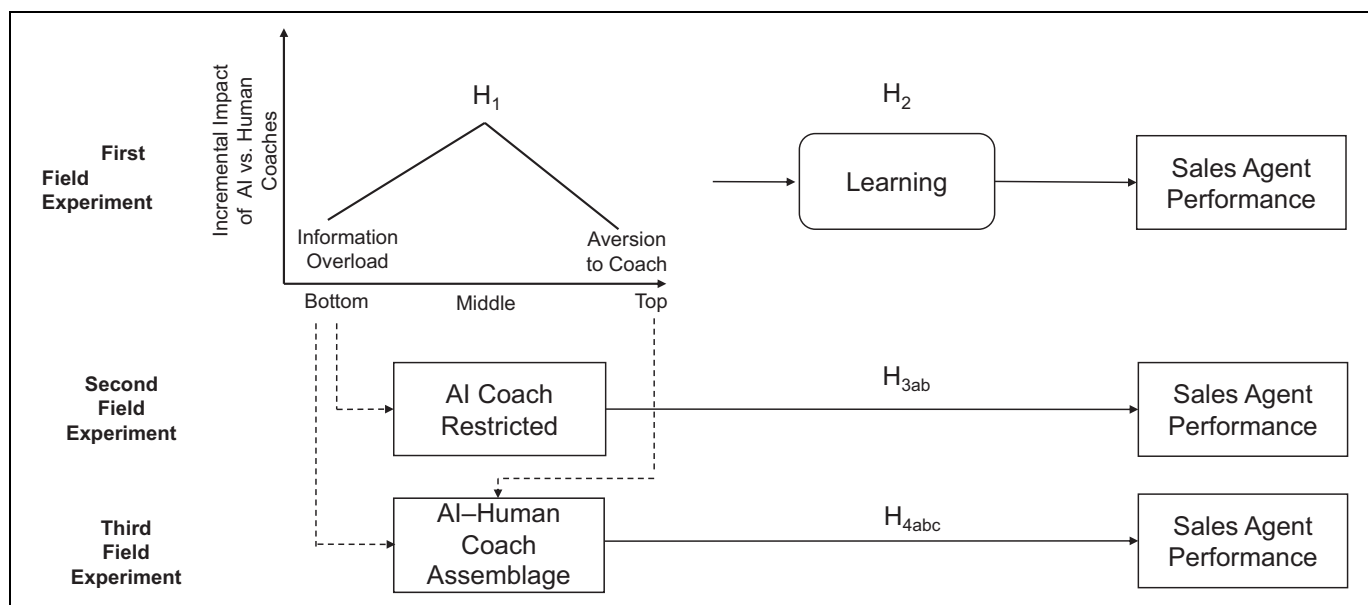 First
Field
Experiment
Incremental Impact
of AI vs. Human
Coaches
H1
Information
Overload
Aversion
to Coach
Bottom
Middle
Top
H2
Learning
Sales Agent
Performance
Second
Field
Experiment
AI Coach
Restricted
H3ab
Sales Agent
Performance
Third
Field
Experiment
AI–Human
Coach
Assemblage
H4abc
Sales Agent
Performance